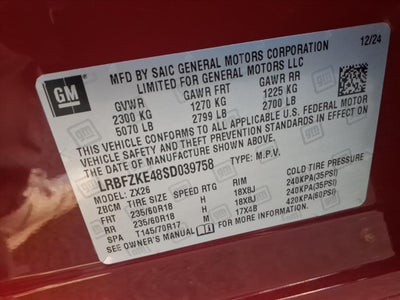 GM
12/24
MFD BY SAIC GENERAL MOTORS CORPORATION
LIMITED FOR GENERAL MOTORS LLC
GVWR GAWR FRT GAWR RR
2300 KG 1270 KG 1225 KG
5070 LB 2799 LB 2700 LB
THIS VEHICLE CONFORMS TO ALL APPLICABLE U.S. FEDERAL MOTOR
VEHICLE SAFETY AND THEFT PREVENTION STANDARDS IN EFFECT ON
THE DATE OF MANUFACTURE SHOWN ABOVE.
LRBFZKE48SD039758 TYPE: M.P.V.
MODEL: ZX26
ZBCM TIRE SIZE SPEED RTG RIM COLD TIRE PRESSURE
FRT 235/60R18 H 18X8J 240KPA(35PSI)
RR 235/60R18 H 18X8J 240KPA(35PSI)
SPA T145/70R17 M 17X4B 420KPA(60PSI)
SEE OWNER'S MANUAL